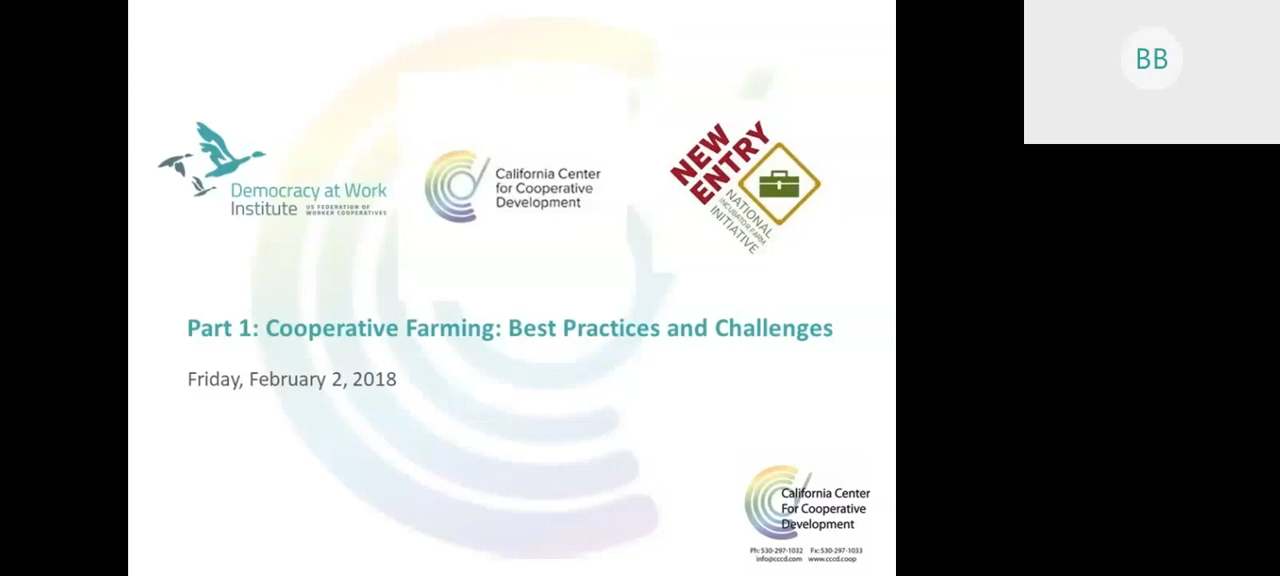 BB
Democracy at Work
Institute US FEDERATION OF
WORKER COOPERATIVES
California Center
for Cooperative
Development
NEW
ENTRY
NATIONAL
INCUBATOR FARM
INITIATIVE
Part 1: Cooperative Farming: Best Practices and Challenges
Friday, February 2, 2018
California Center
For Cooperative
Development
Ph: 530-297-1032 Fx: 530-297-1033
info@cccd.com www.cccd.coop